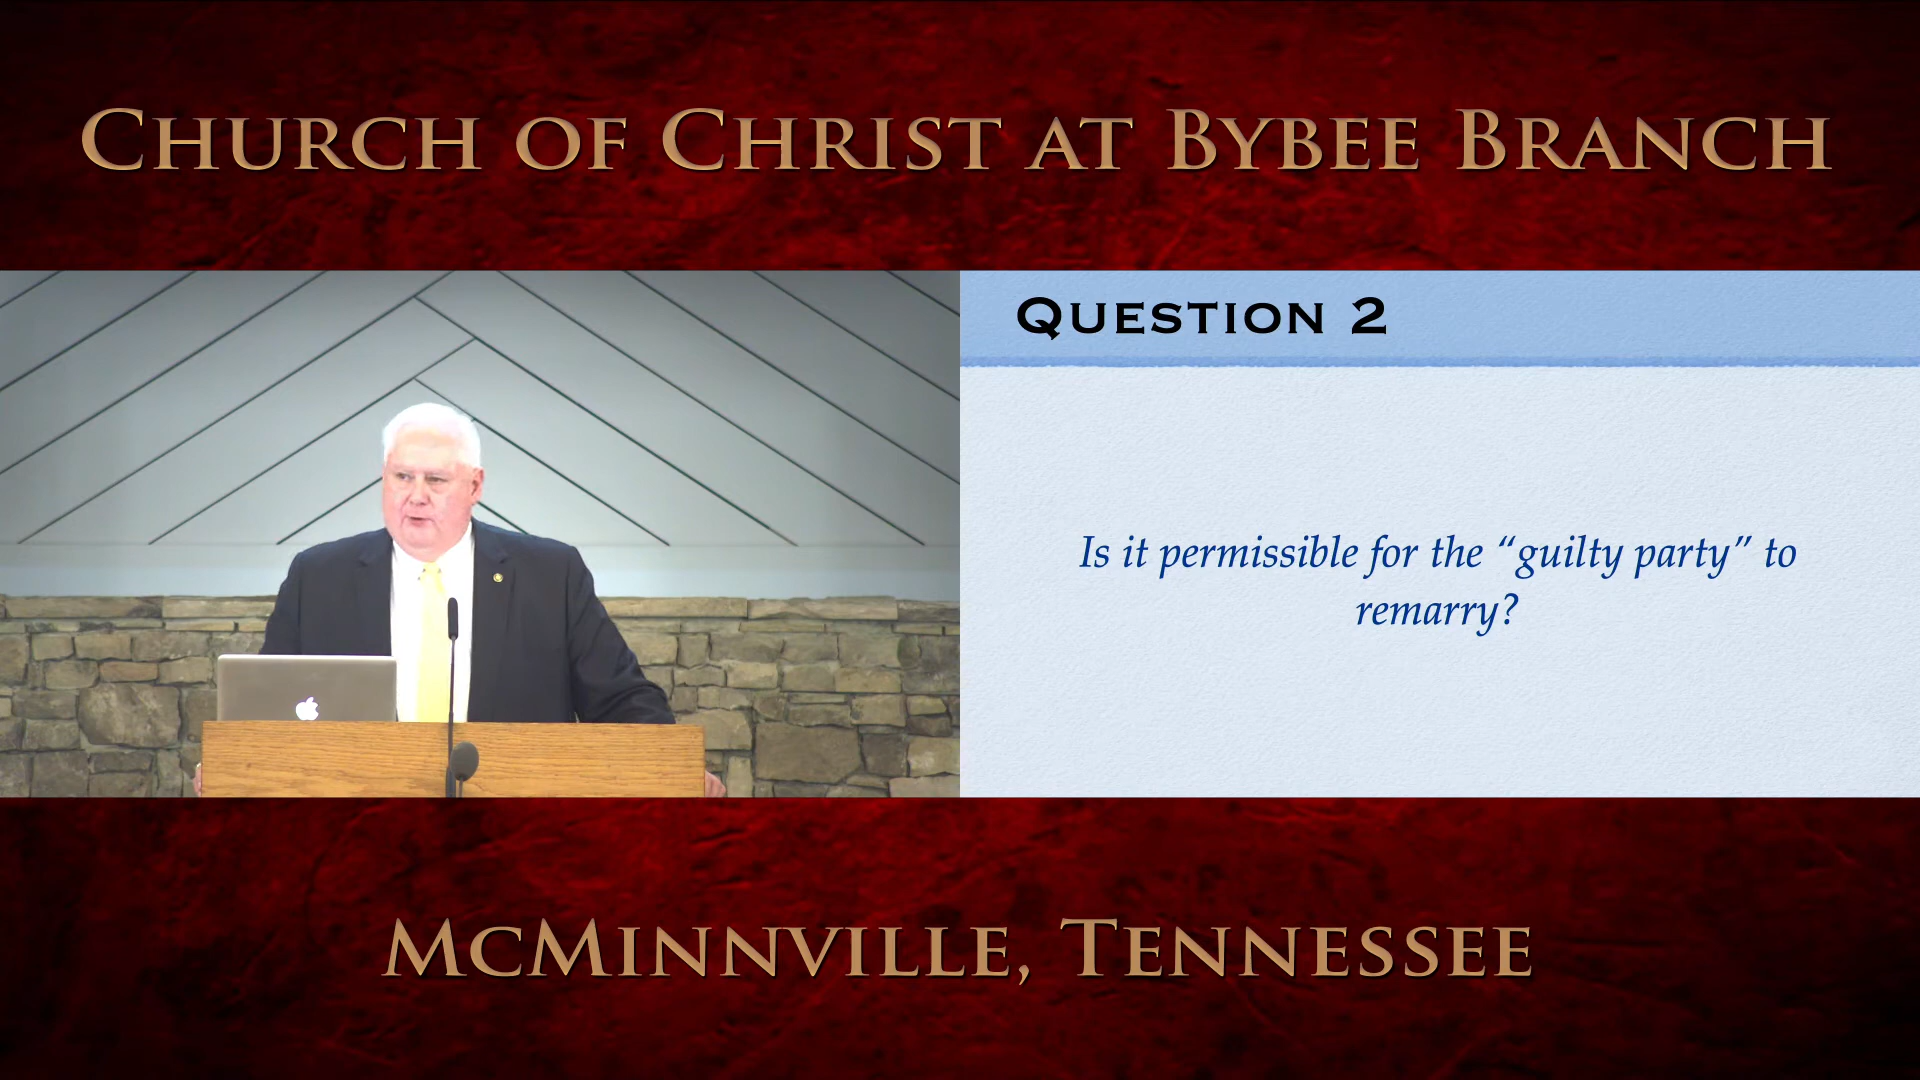 Church of Christ at Bybee Branch
Question 2
Is it permissible for the “guilty party” to
remarry?
McMinnville, Tennessee